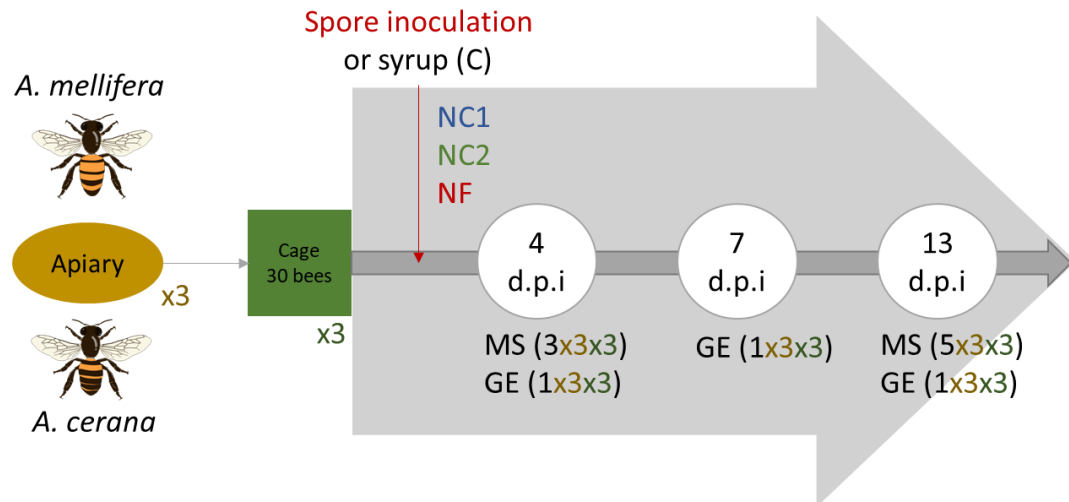 Spore inoculation
or syrup (C)
A. mellifera
NC1
NC2
NF
Apiary
x3
Cage
30 bees
x3
4
d.p.i
7
d.p.i
13
d.p.i
MS (3x3x3)
GE (1x3x3)
GE (1x3x3)
MS (5x3x3)
GE (1x3x3)
A. cerana